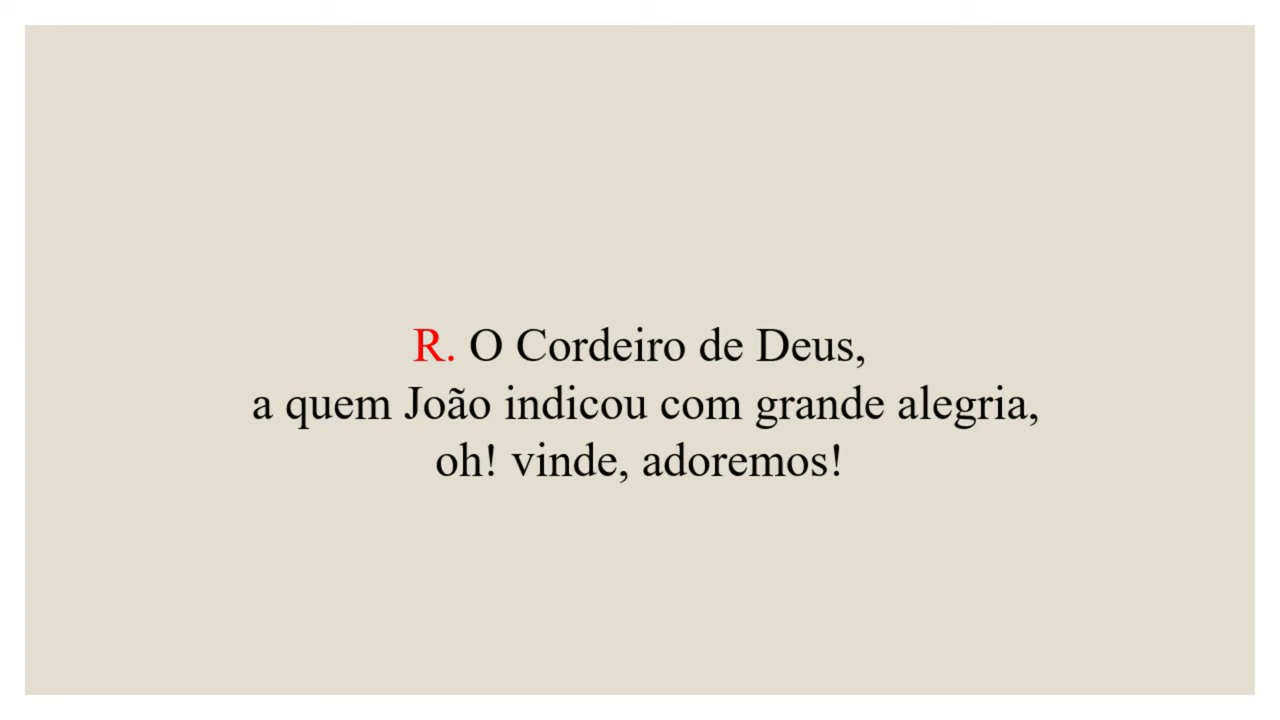 R. O Cordeiro de Deus,
a quem João indicou com grande alegria,
oh! vinde, adoremos!